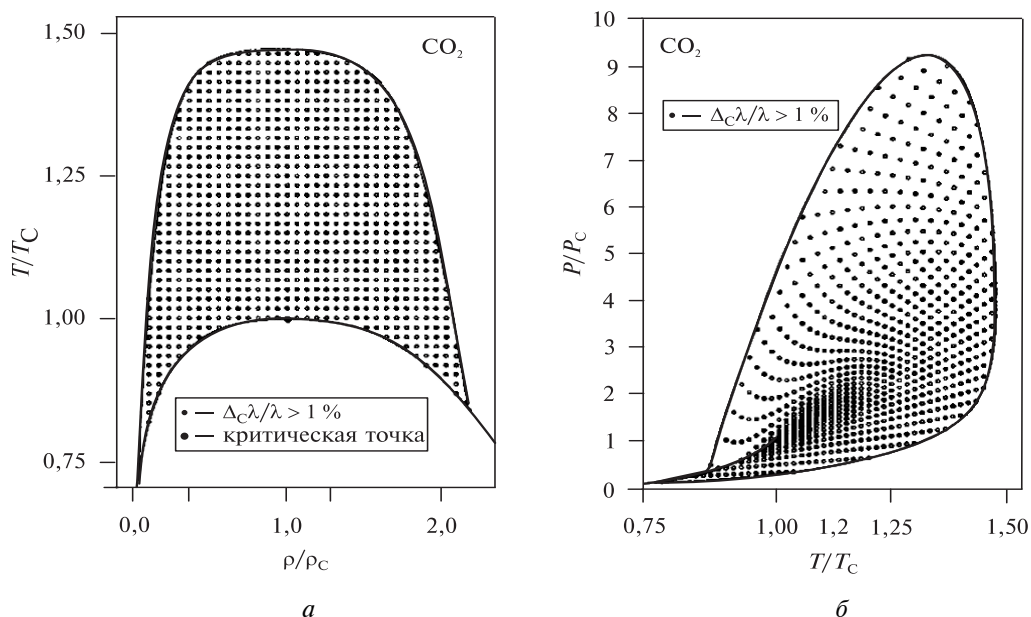 1,50
1,25
1,00
0,75
T/T_C
CO₂
• — Δ_Cλ/λ > 1 %
● — критическая точка
0,0
1,0
2,0
ρ/ρ_C
а
10
9
8
7
6
5
4
3
2
1
0
P/P_C
CO₂
• — Δ_Cλ/λ > 1 %
0,75
1,00
1,2
1,25
1,50
T/T_C
б